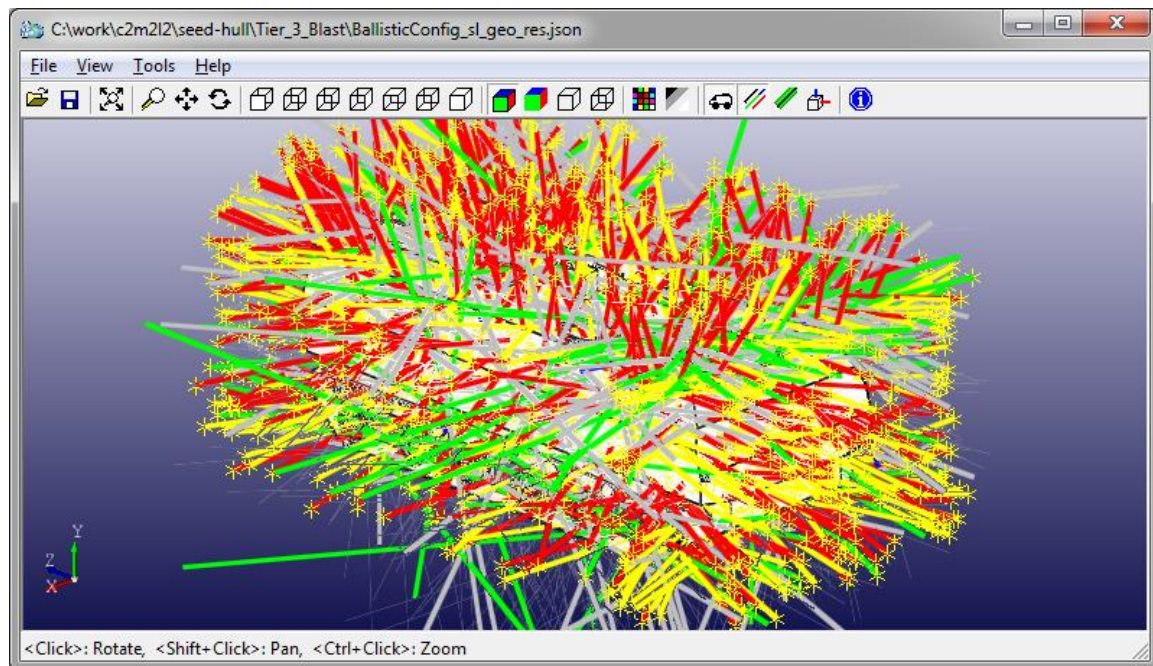 C:\work\c2m2l2\seed-hull\Tier_3_Blast\BallisticConfig_sl_geo_res.json
File View Tools Help
Y
Z
X
<Click>: Rotate, <Shift+Click>: Pan, <Ctrl+Click>: Zoom